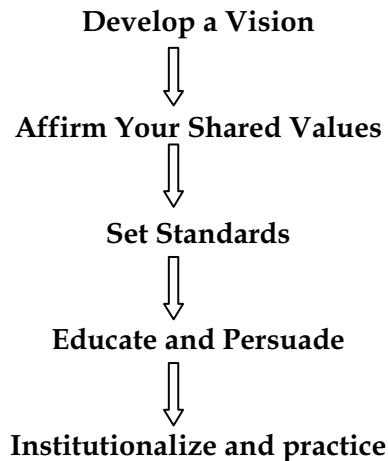 Develop a Vision
Affirm Your Shared Values
Set Standards
Educate and Persuade
Institutionalize and practice